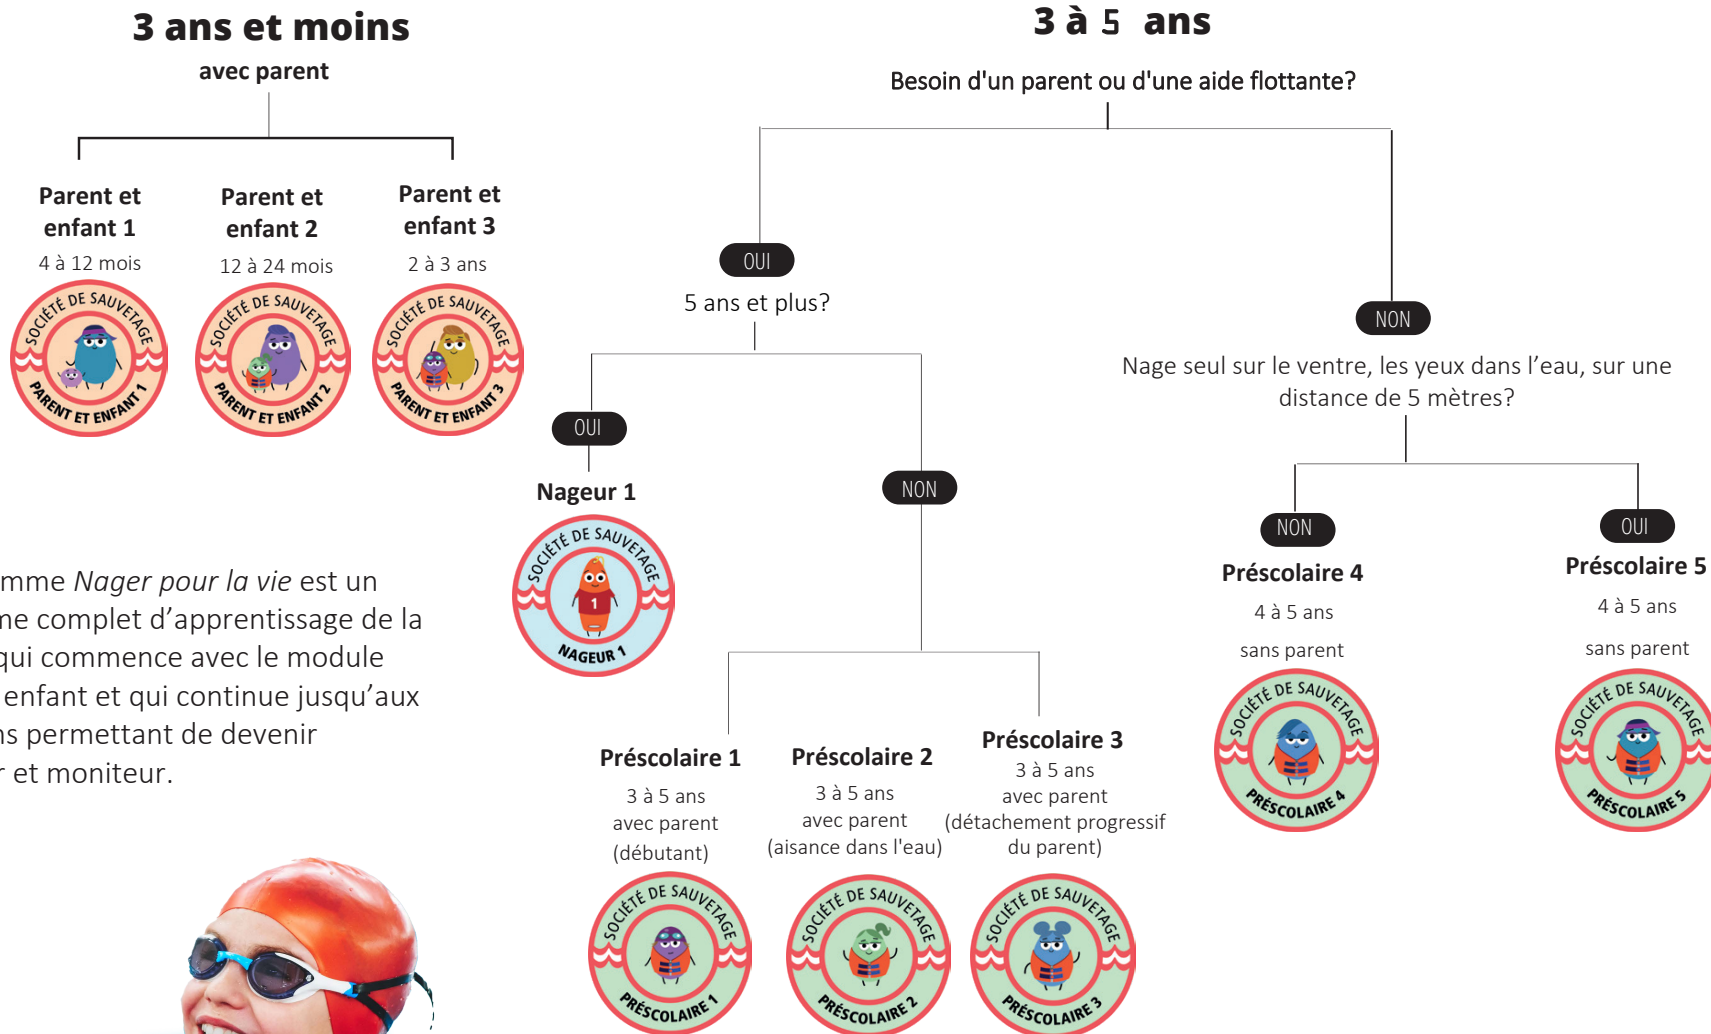 3 ans et moins
avec parent
Parent et
enfant 1
4 à 12 mois
SOCIÉTÉ DE SAUVETAGE
PARENT ET ENFANT 1
Parent et
enfant 2
12 à 24 mois
SOCIÉTÉ DE SAUVETAGE
PARENT ET ENFANT 2
Parent et
enfant 3
2 à 3 ans
SOCIÉTÉ DE SAUVETAGE
PARENT ET ENFANT 3
3 à 5 ans
Besoin d'un parent ou d'une aide flottante?
OUI
5 ans et plus?
OUI
Nageur 1
SOCIÉTÉ DE SAUVETAGE
1
NAGEUR 1
NON
Préscolaire 1
3 à 5 ans
avec parent
(débutant)
SOCIÉTÉ DE SAUVETAGE
PRÉSCOLAIRE 1
Préscolaire 2
3 à 5 ans
avec parent
(aisance dans l'eau)
SOCIÉTÉ DE SAUVETAGE
PRÉSCOLAIRE 2
Préscolaire 3
3 à 5 ans
avec parent
(détachement progressif
du parent)
SOCIÉTÉ DE SAUVETAGE
PRÉSCOLAIRE 3
NON
Nage seul sur le ventre, les yeux dans l’eau, sur une
distance de 5 mètres?
NON
Préscolaire 4
4 à 5 ans
sans parent
SOCIÉTÉ DE SAUVETAGE
PRÉSCOLAIRE 4
OUI
Préscolaire 5
4 à 5 ans
sans parent
SOCIÉTÉ DE SAUVETAGE
PRÉSCOLAIRE 5
Nager pour la vie est un
complet d’apprentissage de la
qui commence avec le module
enfant et qui continue jusqu’aux
permettant de devenir
et moniteur.